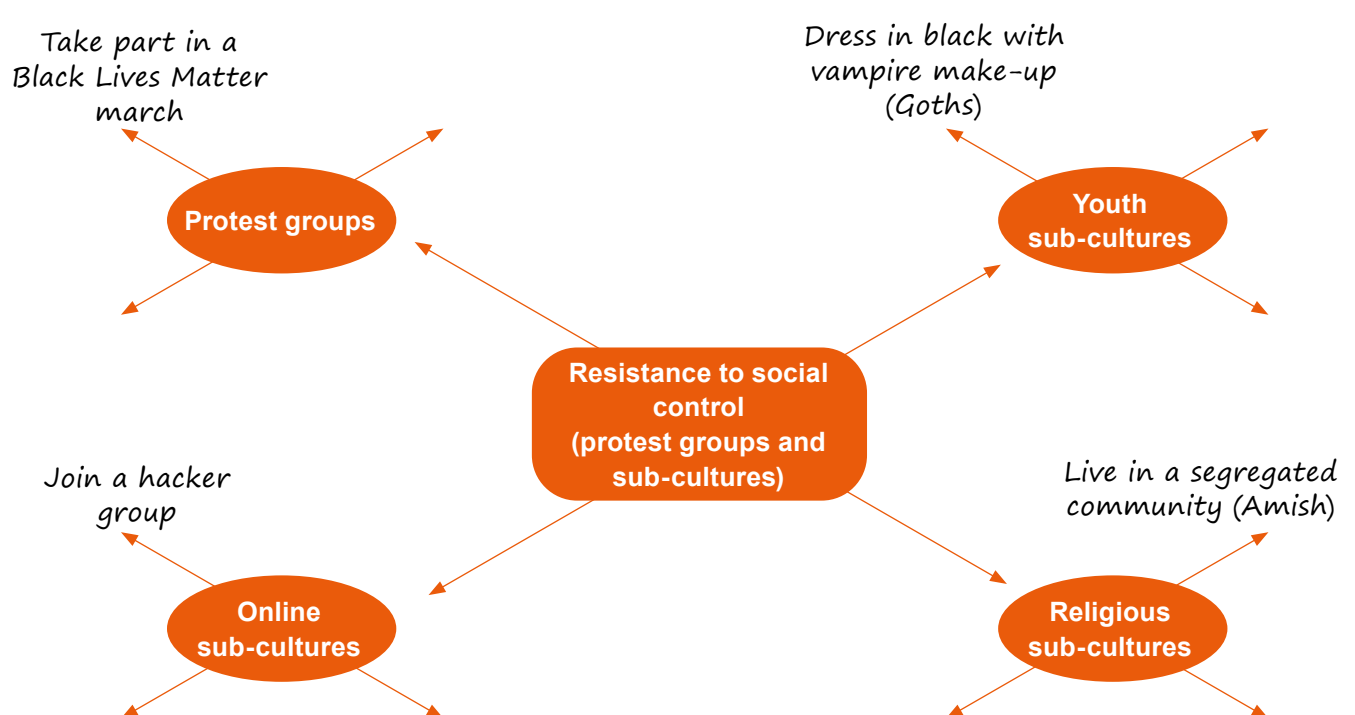 Take part in a
Black Lives Matter
march
Dress in black with
vampire make-up
(Goths)
Protest groups
Youth
sub-cultures
Resistance to social
control
(protest groups and
sub-cultures)
Join a hacker
group
Live in a segregated
community (Amish)
Online
sub-cultures
Religious
sub-cultures